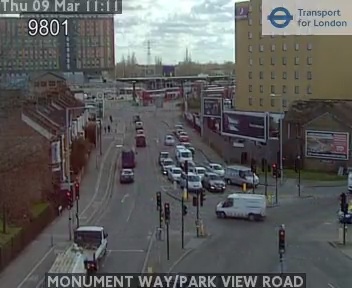 Thu 09 Mar 11:11
9801
Transport
for London
MONUMENT WAY/PARK VIEW ROAD